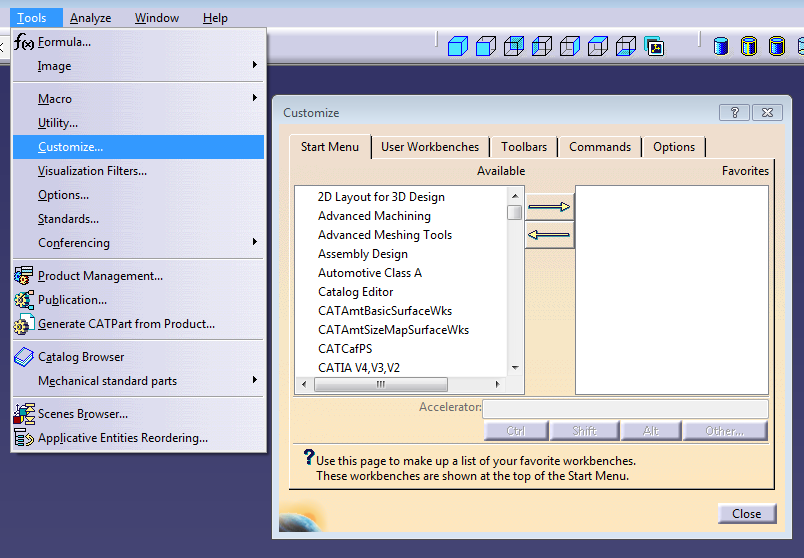 Tools Analyze Window Help
f(x) Formula...
Image
Macro
Utility...
Customize...
Visualization Filters...
Options...
Standards...
Conferencing
Product Management...
Publication...
Generate CATPart from Product...
Catalog Browser
Mechanical standard parts
Scenes Browser...
Applicative Entities Reordering...
Customize
?
Start Menu User Workbenches Toolbars Commands Options
Available Favorites
2D Layout for 3D Design
Advanced Machining
Advanced Meshing Tools
Assembly Design
Automotive Class A
Catalog Editor
CATAmtBasicSurfaceWks
CATAmtSizeMapSurfaceWks
CATCafPS
CATIA V4,V3,V2
Accelerator:
Ctrl Shift Alt Other...
?Use this page to make up a list of your favorite workbenches.
These workbenches are shown at the top of the Start Menu.
Close